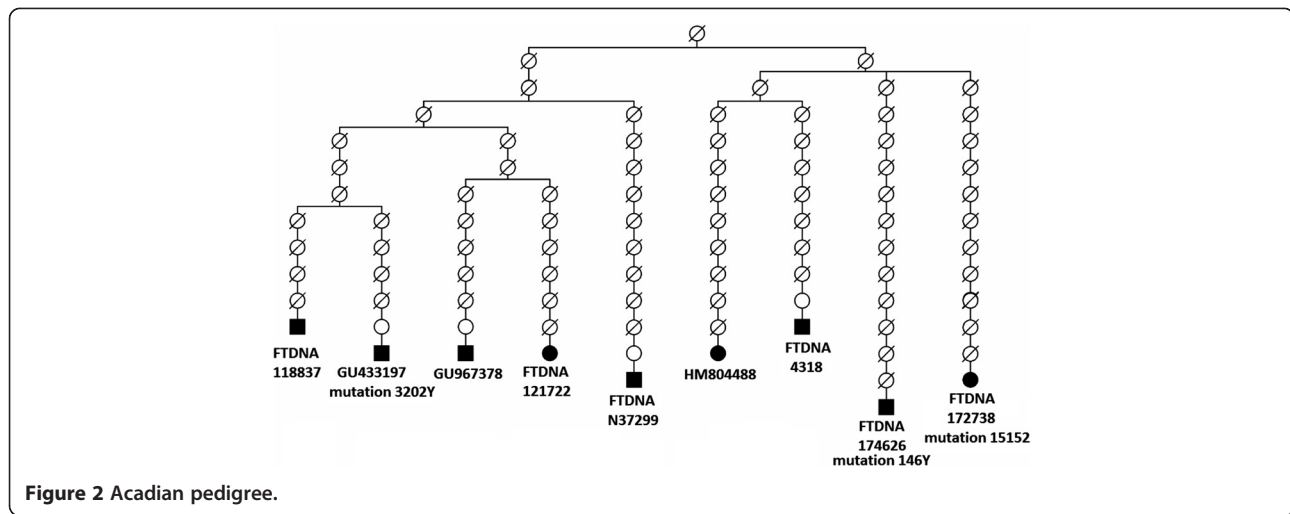 FTDNA
118837
GU433197
mutation 3202Y
GU967378
FTDNA
121722
FTDNA
N37299
HM804488
FTDNA
4318
FTDNA
174626
mutation 146Y
FTDNA
172738
mutation 15152
Figure 2 Acadian pedigree.